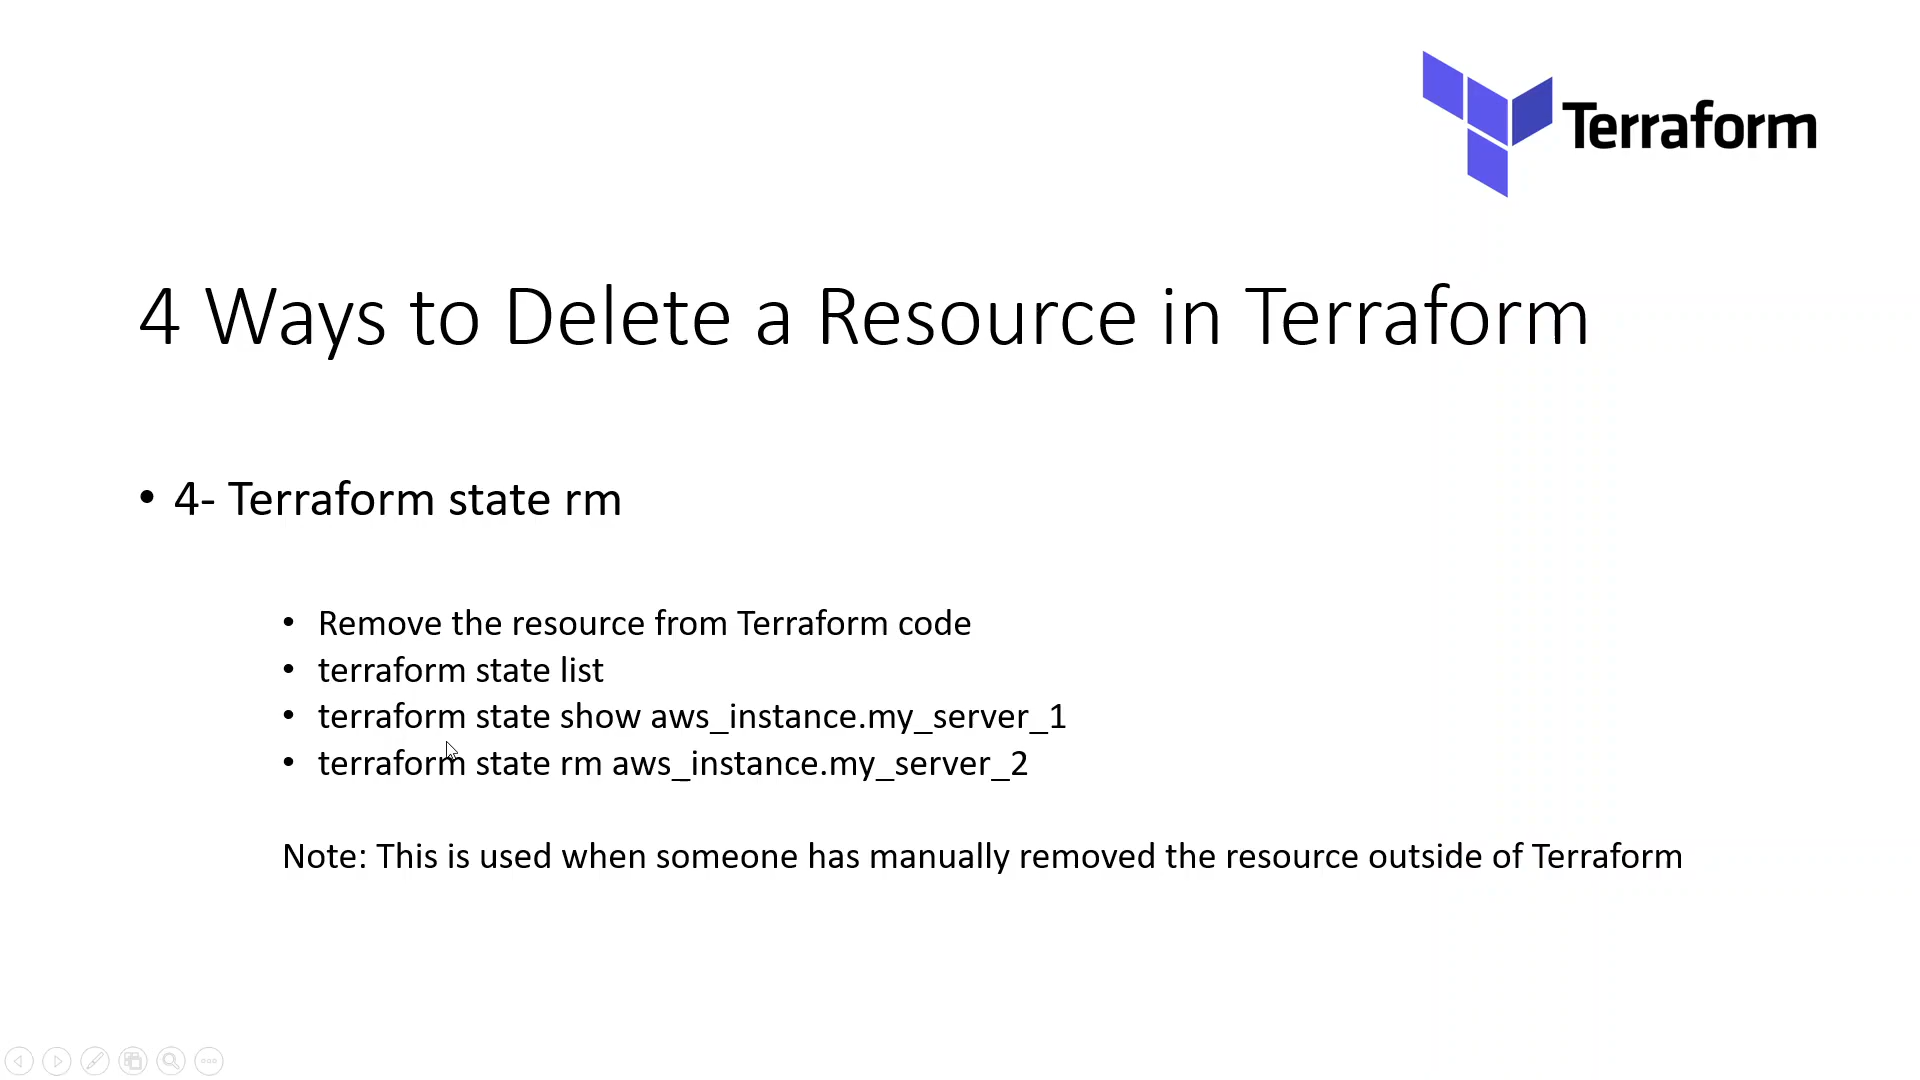 Terraform
4 Ways to Delete a Resource in Terraform
• 4- Terraform state rm
• Remove the resource from Terraform code
• terraform state list
• terraform state show aws_instance.my_server_1
• terraform state rm aws_instance.my_server_2
Note: This is used when someone has manually removed the resource outside of Terraform